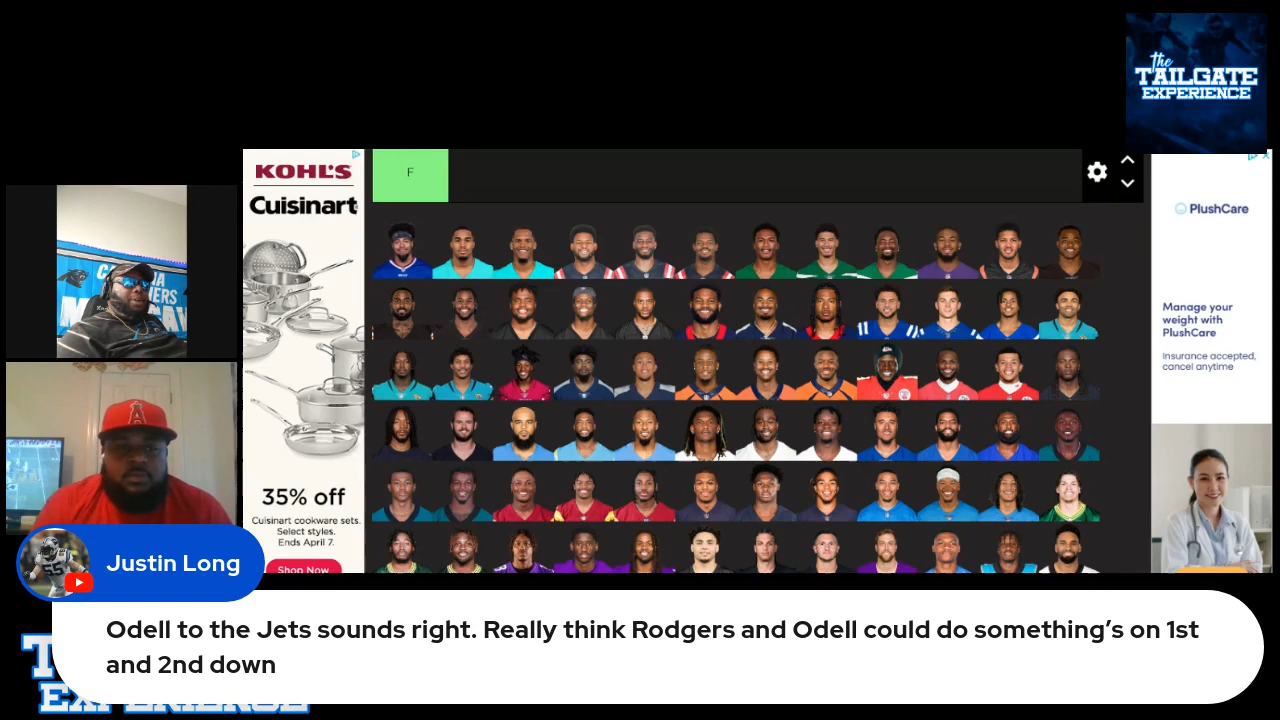 the
TAILGATE
EXPERIENCE
KOHL'S
Cuisinart
35% off
Cuisinart cookware sets.
Select styles.
Ends April 7.
Shop Now
F
PlushCare
Manage your
weight with
PlushCare
Insurance accepted,
cancel anytime
Justin Long
Odell to the Jets sounds right. Really think Rodgers and Odell could do something's on 1st
and 2nd down